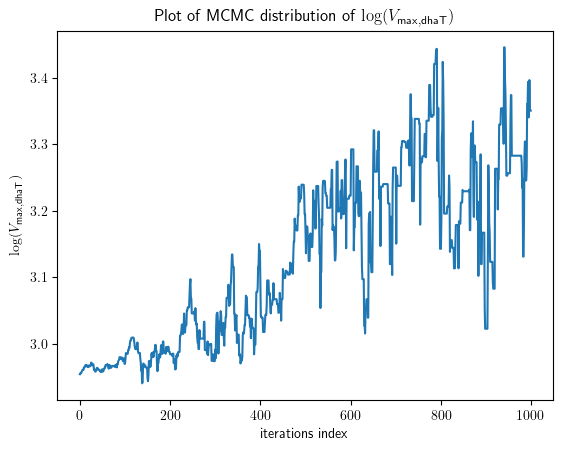 Plot of MCMC distribution of log(V_max,dhaT)
log(V_max,dhaT)
3.4
3.3
3.2
3.1
3.0
0 200 400 600 800 1000
iterations index